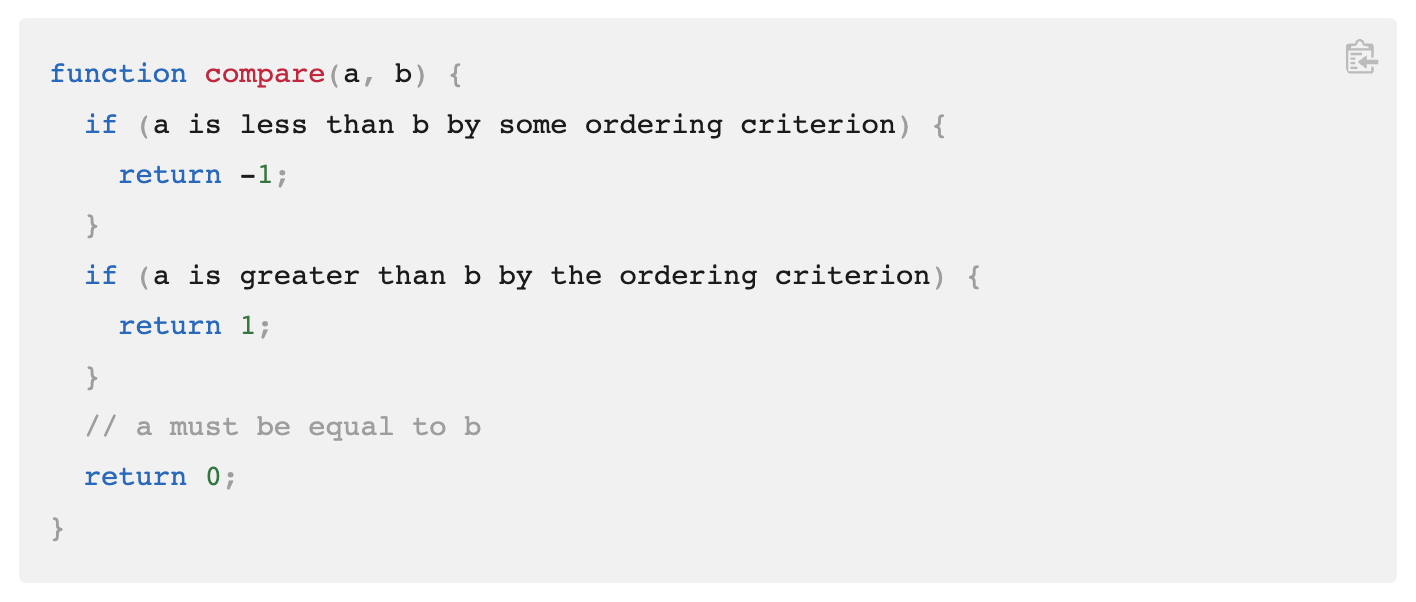 function compare(a, b) {
  if (a is less than b by some ordering criterion) {
    return -1;
  }
  if (a is greater than b by the ordering criterion) {
    return 1;
  }
  // a must be equal to b
  return 0;
}